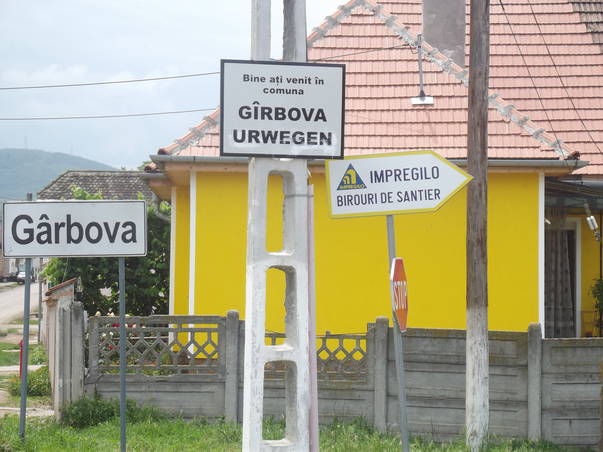 Bine ați venit în
comuna
GÎRBOVA
URWEGEN
Gârbova
IMPREGILO
IMPREGILO
BIROURI DE SANTIER
STOP